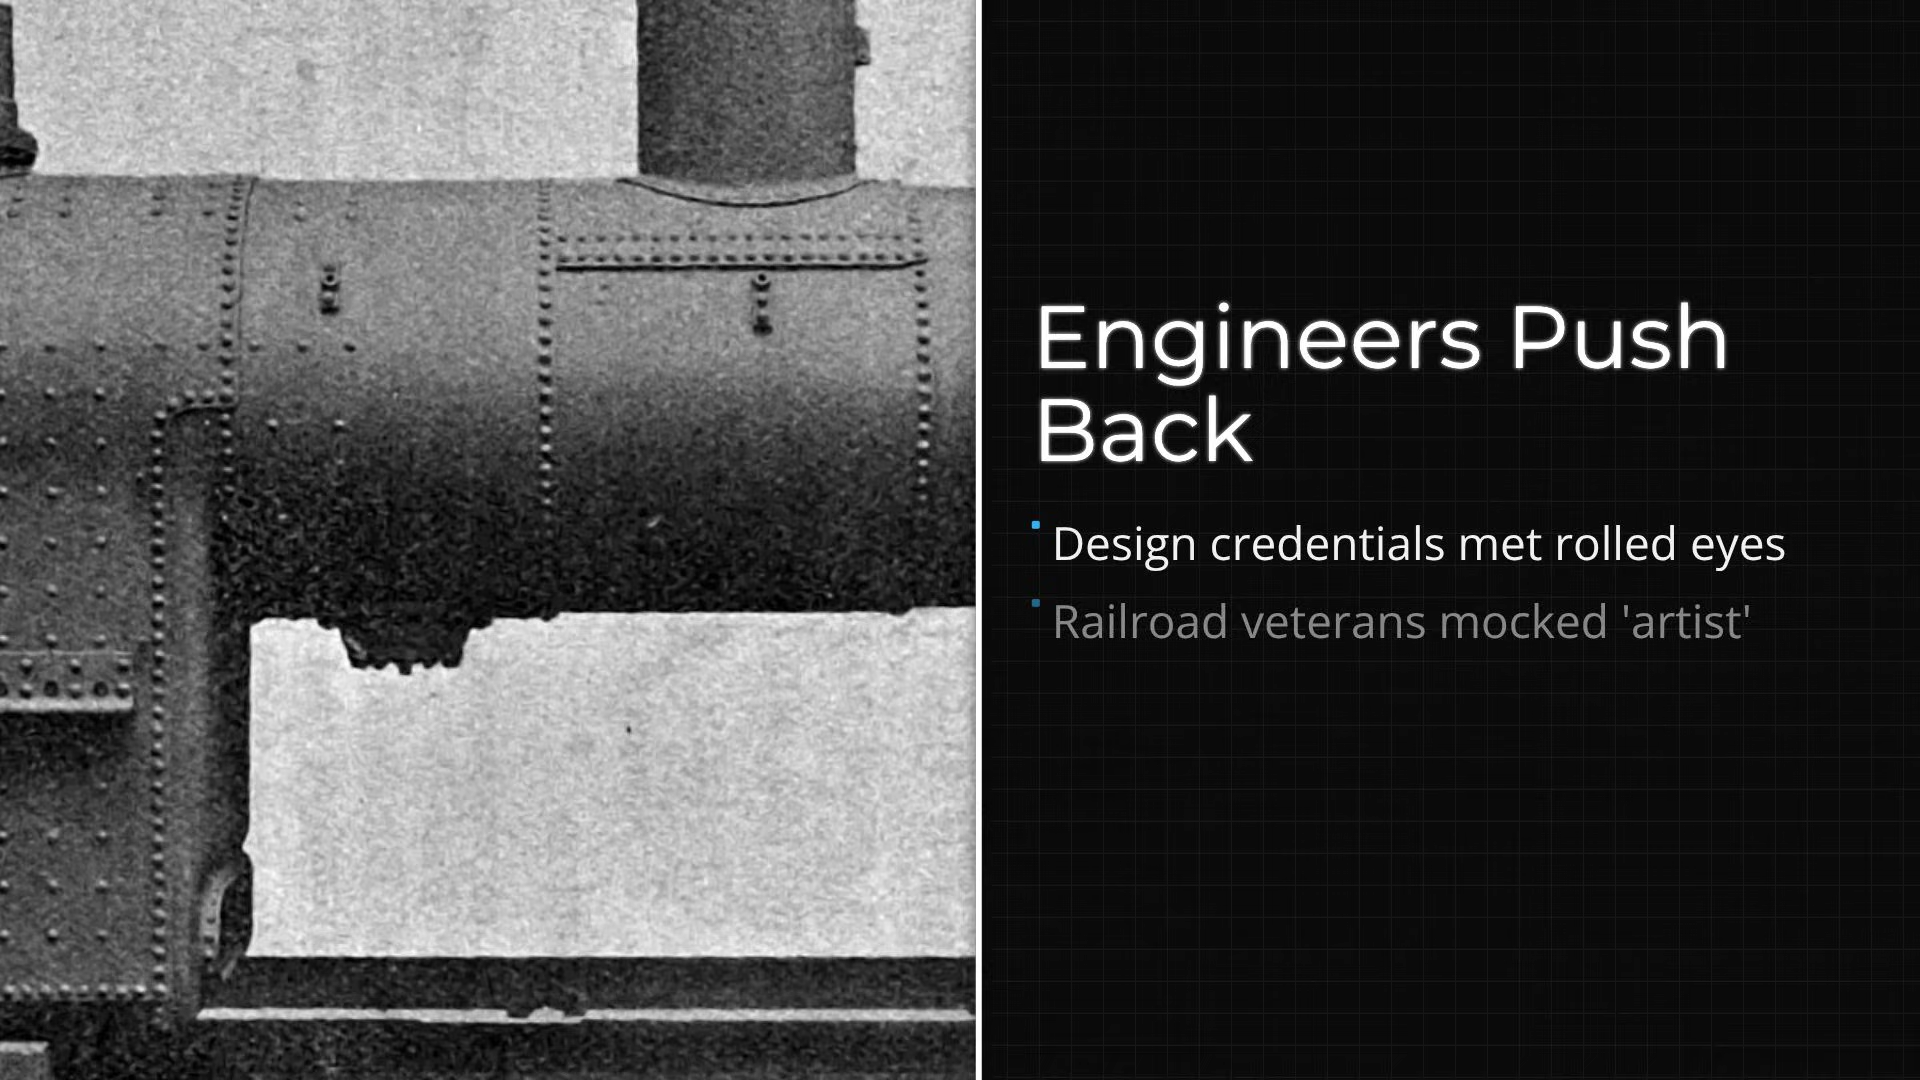 Engineers Push
Back
Design credentials met rolled eyes
Railroad veterans mocked 'artist'